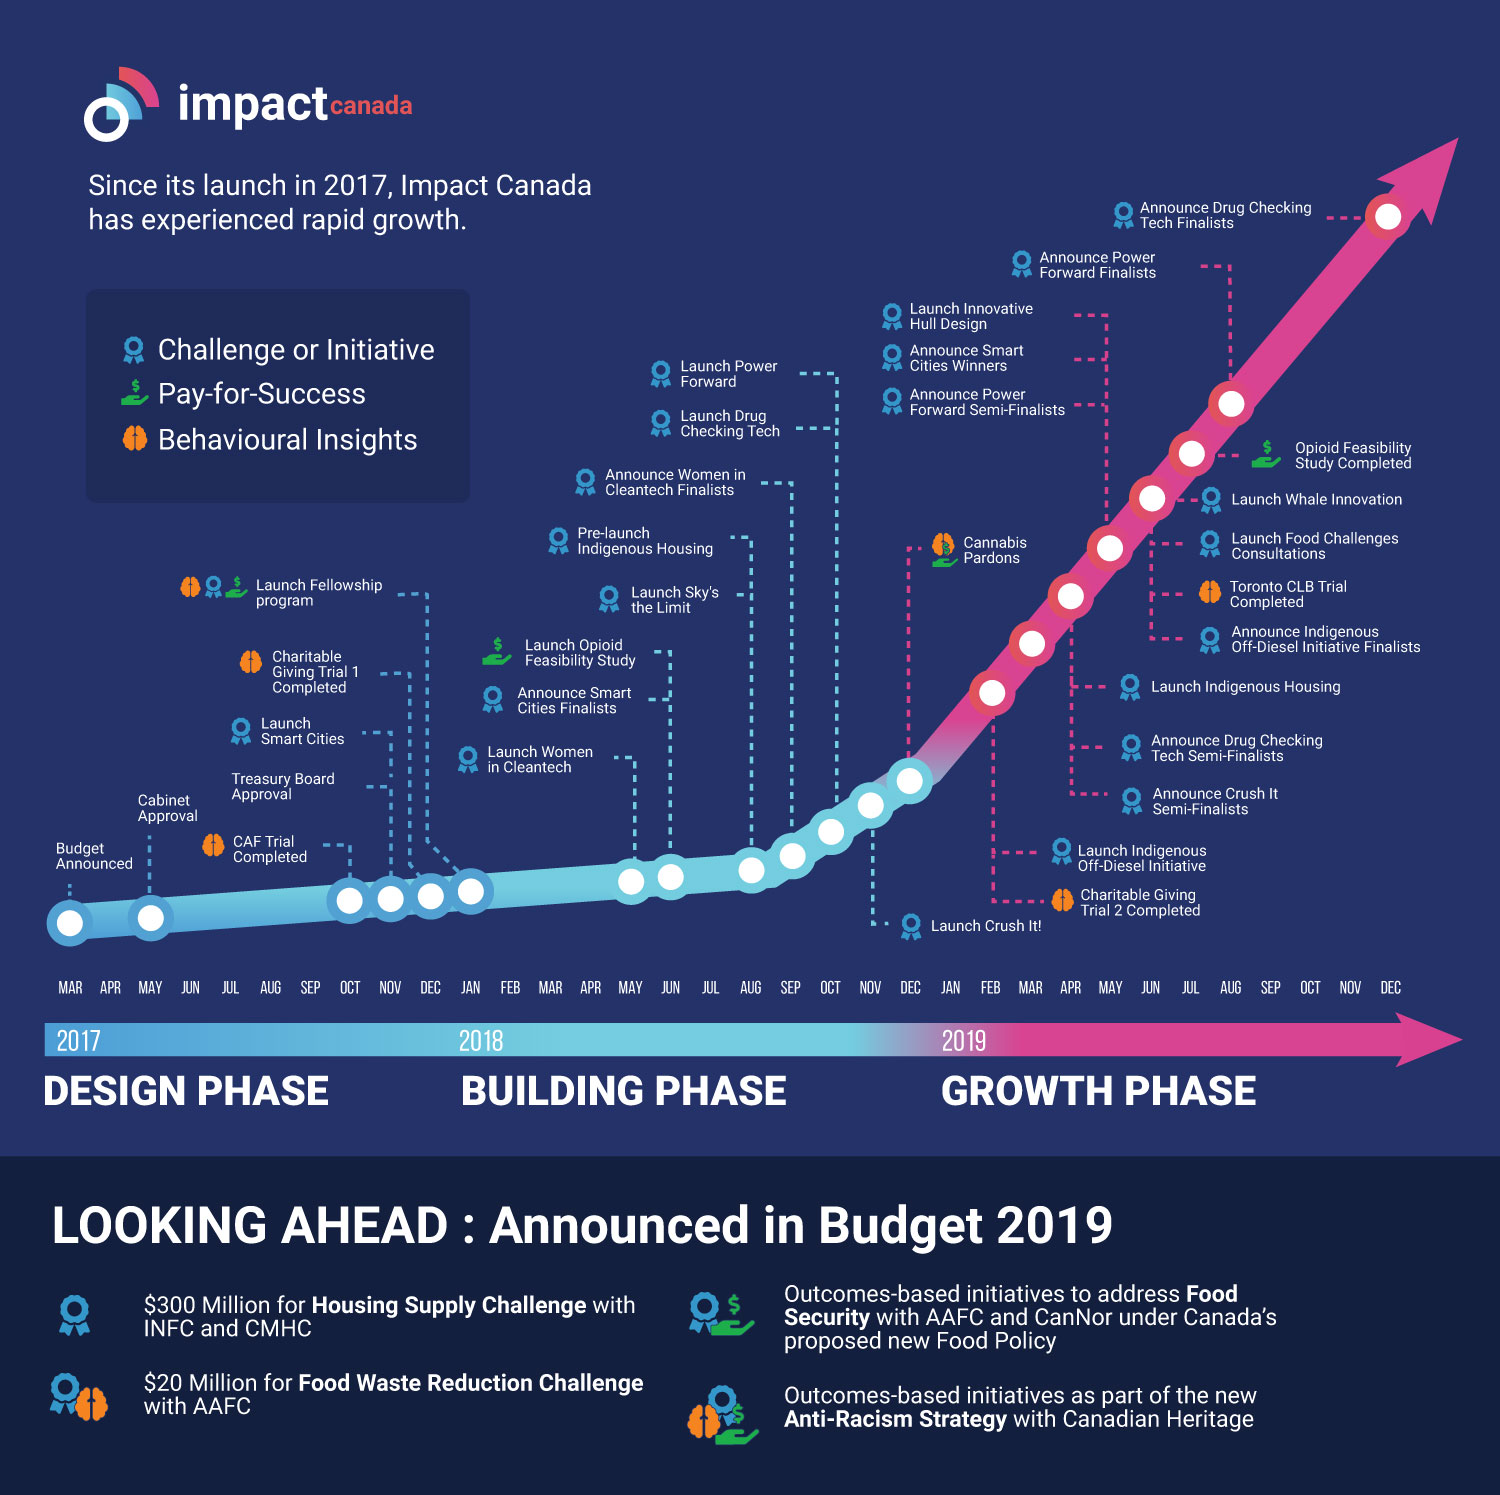 impact canada
Since its launch in 2017, Impact Canada
has experienced rapid growth.
Challenge or Initiative
Pay-for-Success
Behavioural Insights
Budget
Announced
Cabinet
Approval
CAF Trial
Completed
Treasury Board
Approval
Launch
Smart Cities
Charitable
Giving Trial 1
Completed
Launch Fellowship
program
Launch Women
in Cleantech
Announce Smart
Cities Finalists
Launch Opioid
Feasibility Study
Launch Sky's
the Limit
Pre-launch
Indigenous Housing
Announce Women in
Cleantech Finalists
Launch Drug
Checking Tech
Launch Power
Forward
Launch Crush It!
Cannabis
Pardons
Launch Indigenous
Off-Diesel Initiative
Charitable Giving
Trial 2 Completed
Launch Indigenous Housing
Announce Drug Checking
Tech Semi-Finalists
Announce Crush It
Semi-Finalists
Launch Innovative
Hull Design
Announce Smart
Cities Winners
Announce Power
Forward Semi-Finalists
Launch Whale Innovation
Launch Food Challenges
Consultations
Toronto CLB Trial
Completed
Announce Indigenous
Off-Diesel Initiative Finalists
Opioid Feasibility
Study Completed
Announce Power
Forward Finalists
Announce Drug Checking
Tech Finalists
MAR APR MAY JUN JUL AUG SEP OCT NOV DEC JAN FEB MAR APR MAY JUN JUL AUG SEP OCT NOV DEC JAN FEB MAR APR MAY JUN JUL AUG SEP OCT NOV DEC
2017 2018 2019
DESIGN PHASE BUILDING PHASE GROWTH PHASE
LOOKING AHEAD : Announced in Budget 2019
$300 Million for Housing Supply Challenge with
INFC and CMHC
$20 Million for Food Waste Reduction Challenge
with AAFC
Outcomes-based initiatives to address Food
Security with AAFC and CanNor under Canada's
proposed new Food Policy
Outcomes-based initiatives as part of the new
Anti-Racism Strategy with Canadian Heritage